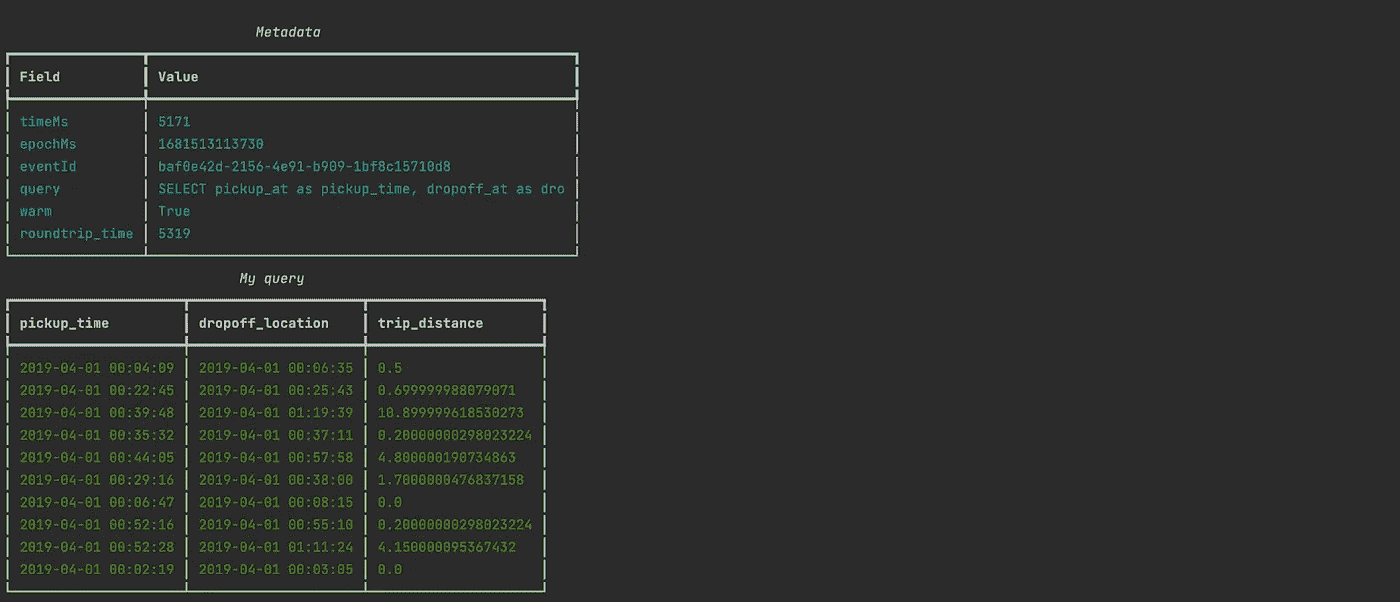 Metadata
Field Value
timeMs 5171
epochMs 1681513113730
eventId baf0e42d-2156-4e91-b909-1bf8c15710d8
query SELECT pickup_at as pickup_time, dropoff_at as dro
warm True
roundtrip_time 5319
My query
pickup_time dropoff_location trip_distance
2019-04-01 00:04:09 2019-04-01 00:06:35 0.5
2019-04-01 00:22:45 2019-04-01 00:25:43 0.699999988079071
2019-04-01 00:39:48 2019-04-01 01:19:39 10.899999618530273
2019-04-01 00:35:32 2019-04-01 00:37:11 0.20000000298023224
2019-04-01 00:44:05 2019-04-01 00:57:58 4.800000190734863
2019-04-01 00:29:16 2019-04-01 00:38:00 1.7000000476837158
2019-04-01 00:06:47 2019-04-01 00:08:15 0.0
2019-04-01 00:52:16 2019-04-01 00:55:10 0.20000000298023224
2019-04-01 00:52:28 2019-04-01 01:11:24 4.150000095367432
2019-04-01 00:02:19 2019-04-01 00:03:05 0.0